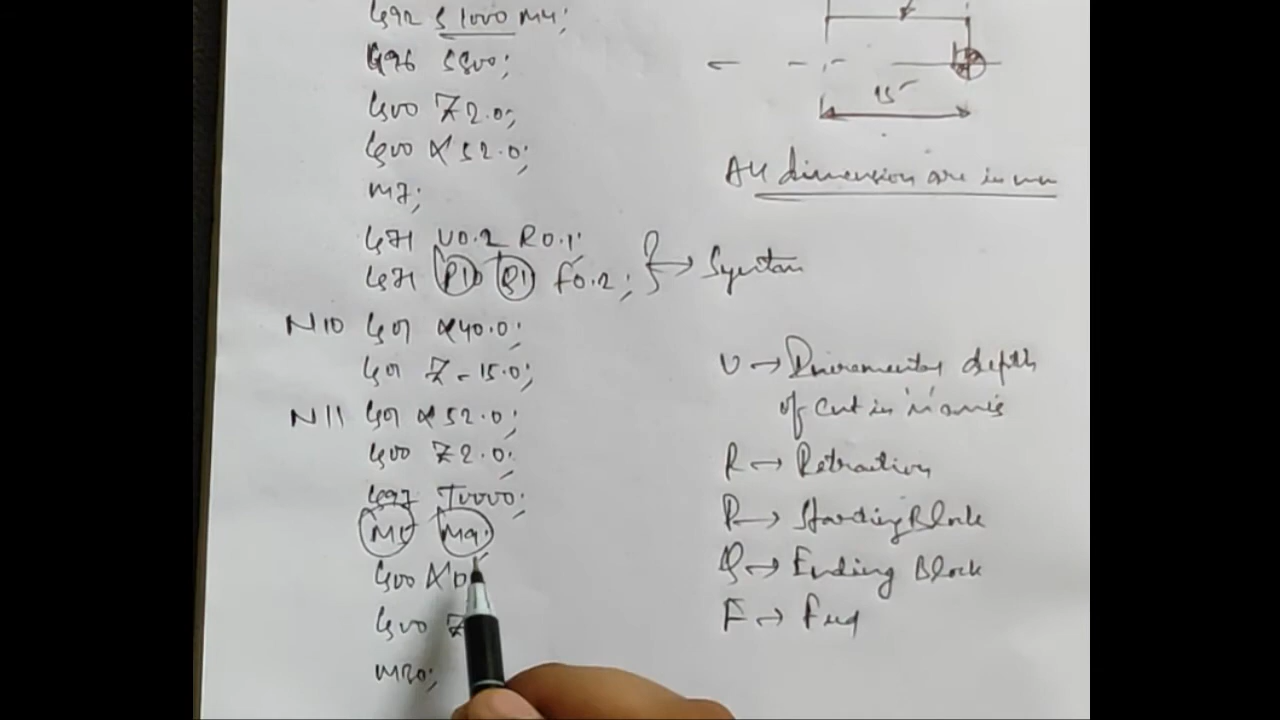 G92 S1000 M4;
G96 S800;
G00 Z2.0;
G00 X52.0;
M7;
G71 U0.2 R0.1;
G71 P10 Q11 F0.2; } → Syntax
N10 G01 X40.0;
G01 Z-15.0;
N11 G01 X52.0;
G00 Z2.0;
G97 T0000;
M5 M9;
G00 X0
G00 Z
M30;
15
All dimension are in mm
U → Incremental depth
of cut in 'X' axis
R → Retraction
P → Starting Block
Q → Ending Block
F → Feed